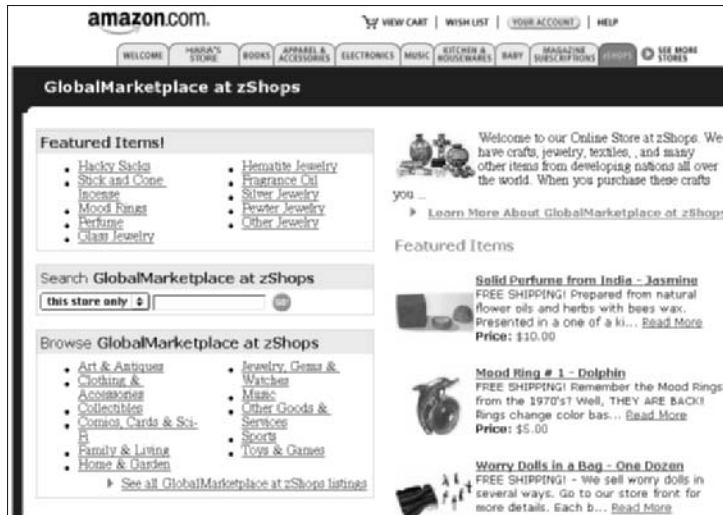 amazon.com.
VIEW CART | WISH LIST | YOUR ACCOUNT | HELP
WELCOME
HARA'S STORE
BOOKS
APPAREL & ACCESSORIES
ELECTRONICS
MUSIC
KITCHEN & HOUSEWARES
BABY
MAGAZINE SUBSCRIPTIONS
zSHOPS
SEE MORE STORES
GlobalMarketplace at zShops
Featured Items!
Hacky Sacks
Stick and Cone
Incense
Mood Rings
Perfume
Glass Jewelry
Hematite Jewelry
Fragrance Oil
Silver Jewelry
Pewter Jewelry
Other Jewelry
Search GlobalMarketplace at zShops
this store only
GO!
Browse GlobalMarketplace at zShops
Art & Antiques
Clothing &
Accessories
Collectibles
Comics, Cards & Sci-
Fi
Family & Living
Home & Garden
Jewelry, Gems &
Watches
Music
Other Goods &
Services
Sports
Toys & Games
See all GlobalMarketplace at zShops listings
Welcome to our Online Store at zShops. We
have crafts, jewelry, textiles, , and many
other items from developing nations all over
the world. When you purchase these crafts
you ...
Learn More About GlobalMarketplace at zShops
Featured Items
Solid Perfume from India - Jasmine
FREE SHIPPING! Prepared from natural
flower oils and herbs with bees wax.
Presented in a one of a ki... Read More
Price: $10.00
Mood Ring # 1 - Dolphin
FREE SHIPPING! Remember the Mood Rings
from the 1970's? Well, THEY ARE BACK!!
Rings change color bas... Read More
Price: $5.00
Worry Dolls in a Bag - One Dozen
FREE SHIPPING! - We sell worry dolls in
several ways. Go to our store front for
more details. Each b... Read More